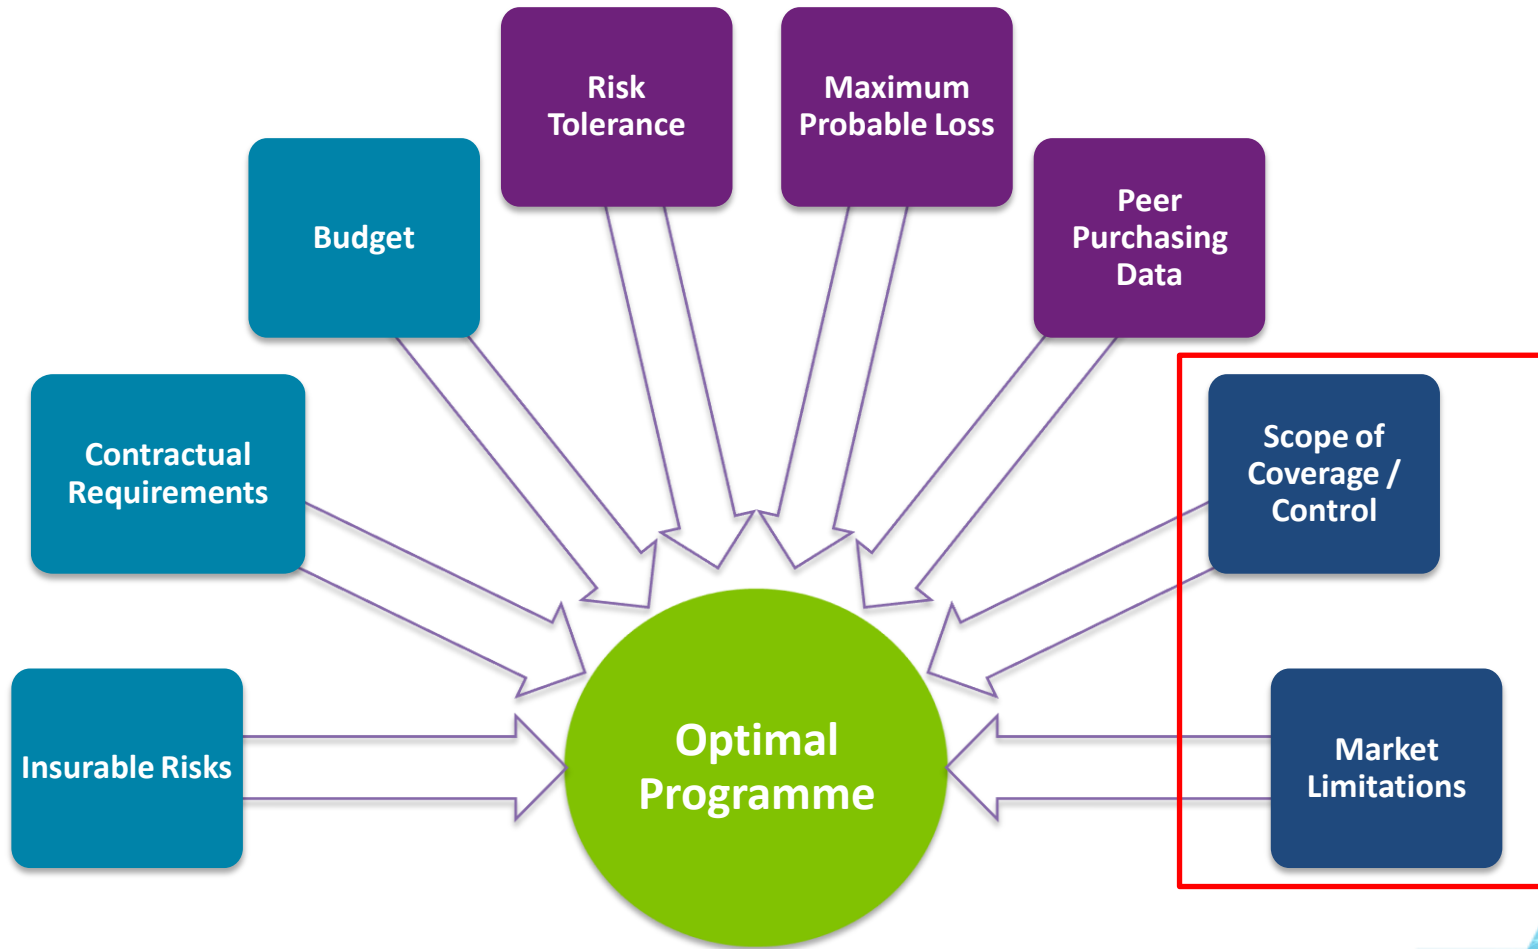 Risk
Tolerance
Maximum
Probable Loss
Budget
Peer
Purchasing
Data
Contractual
Requirements
Scope of
Coverage /
Control
Insurable Risks
Optimal
Programme
Market
Limitations